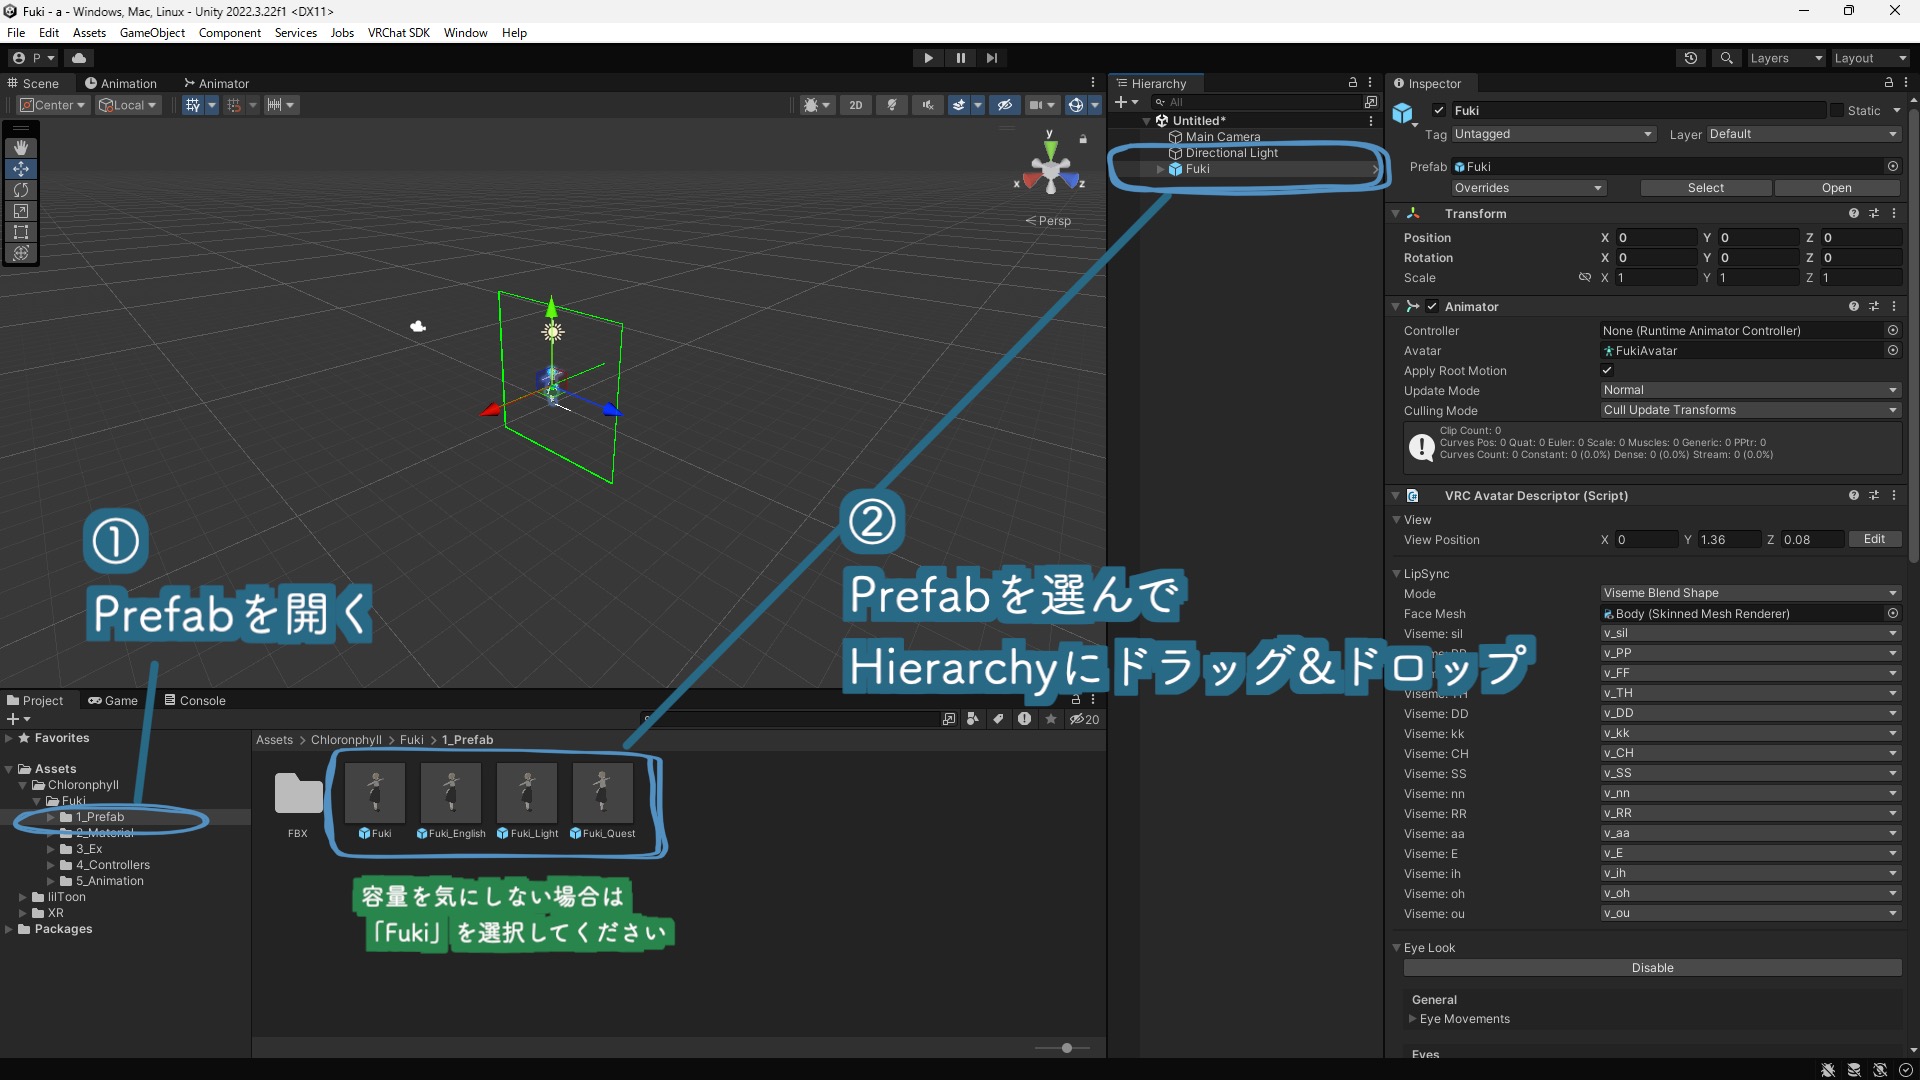 Fuki - a - Windows, Mac, Linux - Unity 2022.3.22f1 <DX11>
File Edit Assets GameObject Component Services Jobs VRChat SDK Window Help
P
Layers
Layout
Scene
Animation
Animator
Center
Local
2D
y
x
z
Persp
Hierarchy
All
Untitled*
Main Camera
Directional Light
Fuki
Inspector
Fuki
Static
Tag Untagged
Layer Default
Prefab Fuki
Overrides
Select
Open
Transform
Position X 0 Y 0 Z 0
Rotation X 0 Y 0 Z 0
Scale X 1 Y 1 Z 1
Animator
Controller None (Runtime Animator Controller)
Avatar FukiAvatar
Apply Root Motion
Update Mode Normal
Culling Mode Cull Update Transforms
Clip Count: 0
Curves Pos: 0 Quat: 0 Euler: 0 Scale: 0 Muscles: 0 Generic: 0 PPtr: 0
Curves Count: 0 Constant: 0 (0.0%) Dense: 0 (0.0%) Stream: 0 (0.0%)
VRC Avatar Descriptor (Script)
View
View Position X 0 Y 1.36 Z 0.08 Edit
LipSync
Mode Viseme Blend Shape
Face Mesh Body (Skinned Mesh Renderer)
Viseme: sil v_sil
v_PP
v_FF
v_TH
Viseme: DD v_DD
Viseme: kk v_kk
Viseme: CH v_CH
Viseme: SS v_SS
Viseme: nn v_nn
Viseme: RR v_RR
Viseme: aa v_aa
Viseme: E v_E
Viseme: ih v_ih
Viseme: oh v_oh
Viseme: ou v_ou
Eye Look
Disable
General
Eye Movements
Eyes
①
Prefabを開く
②
Prefabを選んで
Hierarchyにドラッグ&ドロップ
Project
Game
Console
20
Favorites
Assets
Chloronphyll
Fuki
1_Prefab
2_Material
3_Ex
4_Controllers
5_Animation
lilToon
XR
Packages
Assets > Chloronphyll > Fuki > 1_Prefab
FBX
Fuki
Fuki_English
Fuki_Light
Fuki_Quest
容量を気にしない場合は
「Fuki」を選択してください